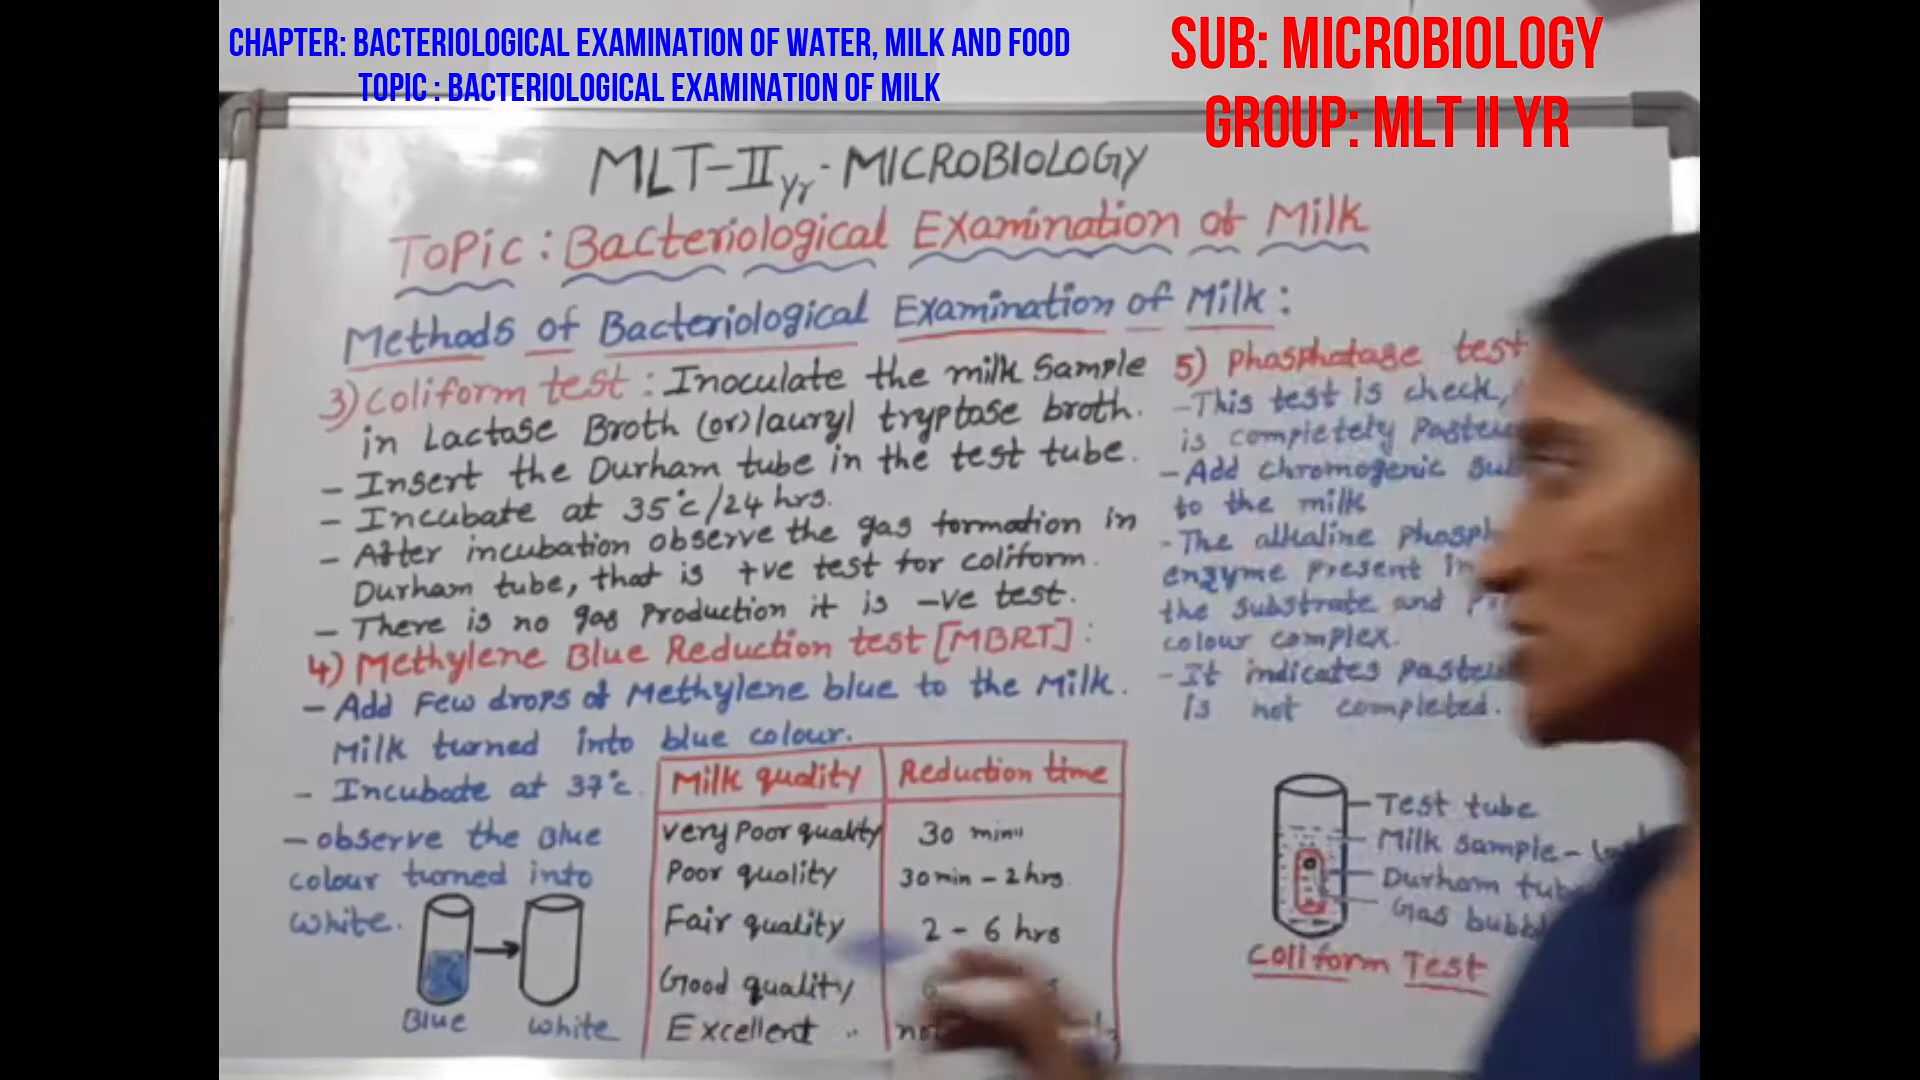 CHAPTER: BACTERIOLOGICAL EXAMINATION OF WATER, MILK AND FOOD
TOPIC : BACTERIOLOGICAL EXAMINATION OF MILK
SUB: MICROBIOLOGY
GROUP: MLT II YR
MLT-II yr. MICROBIOLOGY
Topic : Bacteriological Examination of Milk
Methods of Bacteriological Examination of Milk :
3) Coliform test : Inoculate the milk Sample
in Lactose Broth (or) lauryl tryptose broth.
- Insert the Durham tube in the test tube.
- Incubate at 35°c/24 hrs.
- After incubation observe the gas formation in
Durham tube, that is +ve test for coliform.
- There is no gas Production it is -ve test.
4) Methylene Blue Reduction test [MBRT] :
- Add Few drops of Methylene blue to the Milk.
Milk turned into blue colour.
- Incubate at 37°c.
- observe the Blue
colour turned into
white.
Blue white
Milk quality Reduction time
very Poor quality 30 min
Poor quality 30 min - 2 hrs.
Fair quality 2 - 6 hrs
Good quality
Excellent "
5) Phosphatase test
- This test is check,
is completely
- Add chromogenic
to the milk
- The alkaline
enzyme present in
the substrate and
colour complex.
- It indicates
is not completed.
Test tube
Milk sample -
Durham
Gas
Coliform Test